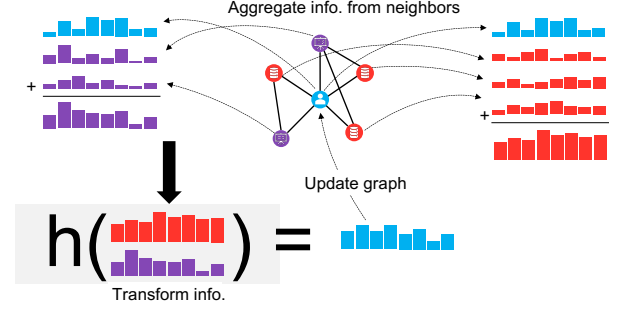 Aggregate info. from neighbors
+
+
Update graph
h( ) =
Transform info.